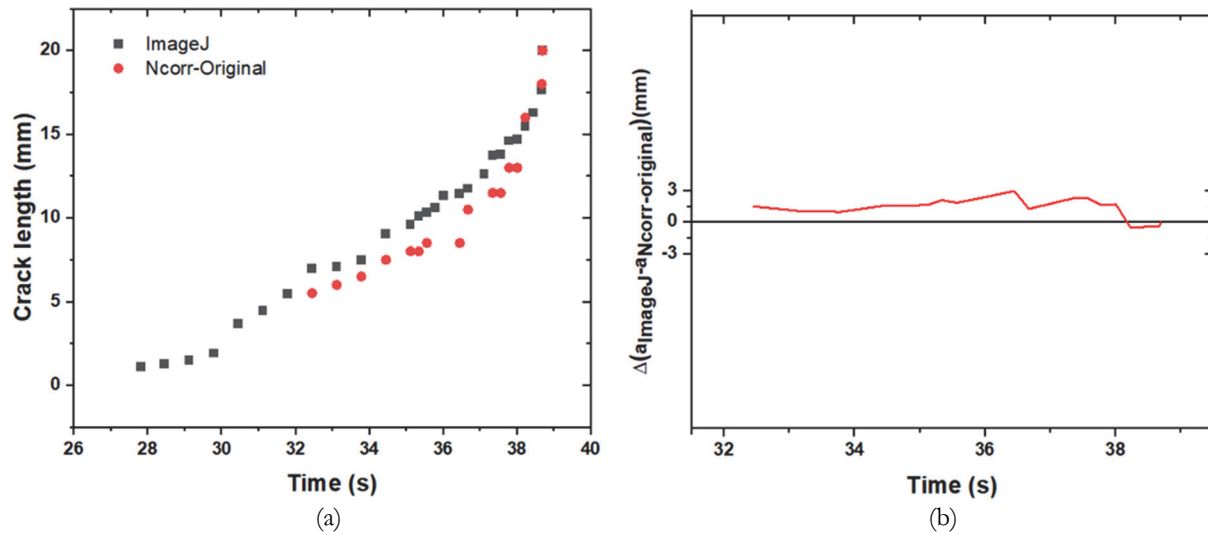 ImageJ
Ncorr-Original
20
15
10
5
0
Crack length (mm)
26 28 30 32 34 36 38 40
Time (s)
(a)
Δ(aImageJ-aNcorr-original)(mm)
3
0
-3
32 34 36 38
Time (s)
(b)